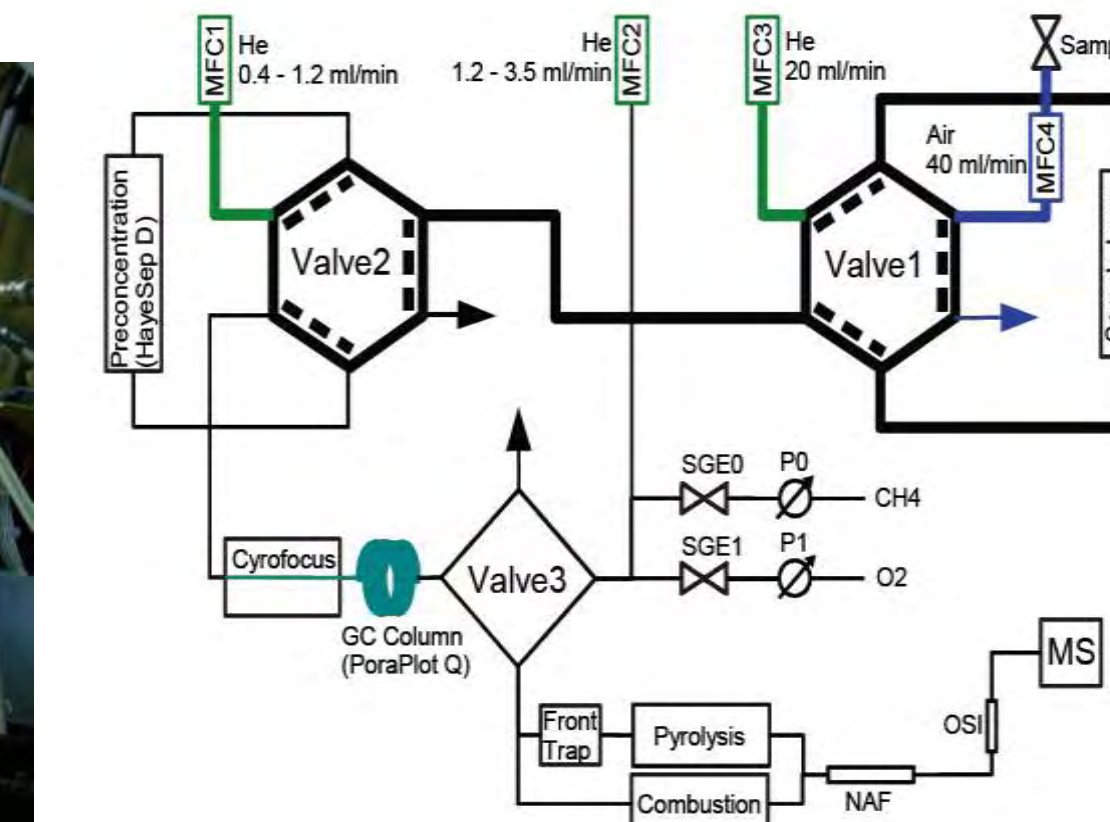 MFC1
He
0.4 - 1.2 ml/min
He
1.2 - 3.5 ml/min
MFC2
MFC3
He
20 ml/min
Air
40 ml/min
MFC4
Preconcentration
(HayeSep D)
Valve2
Valve1
SGE0
P0
CH4
SGE1
P1
O2
Cyrofocus
Valve3
GC Column
(PoraPlot Q)
Front
Trap
Pyrolysis
Combustion
NAF
OSI
MS